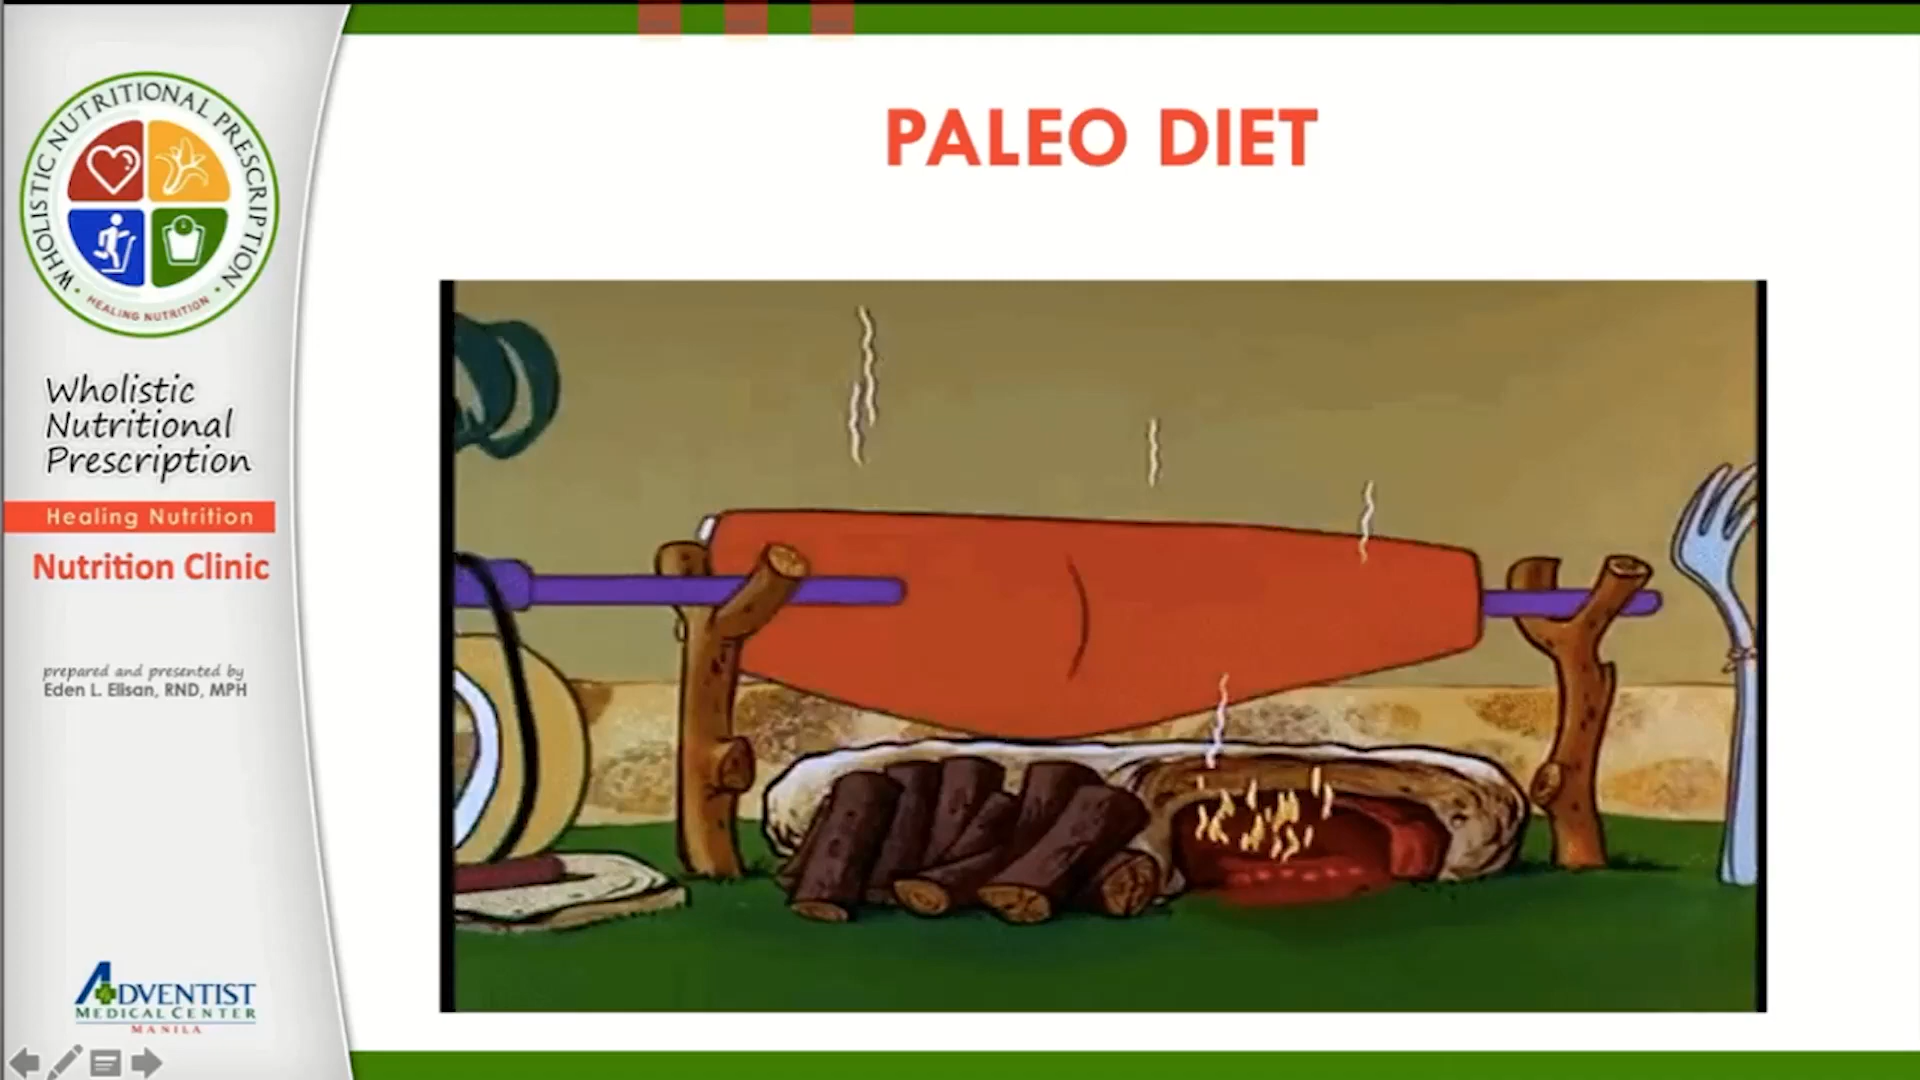 PALEO DIET
WHOLISTIC NUTRITIONAL PRESCRIPTION
HEALING NUTRITION
Wholistic
Nutritional
Prescription
Healing Nutrition
Nutrition Clinic
prepared and presented by
Eden L. Elisan, RND, MPH
ADVENTIST
MEDICAL CENTER
MANILA